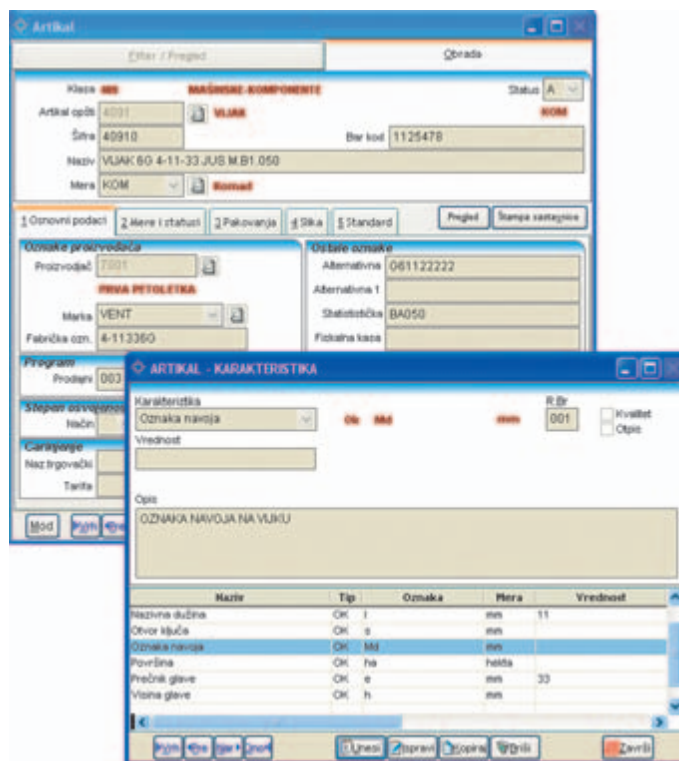 Artikal
Filter / Pregled
Obrada
Klasa
MAŠINSKE-KOMPONENTE
Status A
Artikal opšti 4091 VIJAK KOM
Šifra 40910 Bar kod 1125478
Naziv VIJAK 6G 4-11-33 JUS M.B1.050
Mera KOM Komad
1 Osnovni podaci 2 Mere i statusi 3 Pakovanja 4 Slika 5 Standard Pregled Štampa sastavnice
Oznake proizvođača Ostale oznake
Proizvodjač 7001 Alternativna 061122222
PRVA PETOLETKA Alternativna 1
Marka VENT Statistička BA050
Fabrička ozn. 4-11336G Fiskalna kasa
Program
Prodajni 003
Stepen
Način
Carinjenje
Naz.trgovački
Tarifa
Mod
ARTIKAL - KARAKTERISTIKA
Karakteristika R.Br
Oznaka navoja Ok Md mm 001 Kvalitet
Otpis
Vrednost
Opis
OZNAKA NAVOJA NA VIJKU
Naziv Tip Oznaka Mera Vrednost
Nazivna dužina OK l mm 11
Otvor ključa OK s mm
Oznaka navoja OK Md mm
Površina OK ha hekta
Prečnik glave OK e mm 33
Visina glave OK h mm
Unesi Ispravi Kopiraj Briši Završi